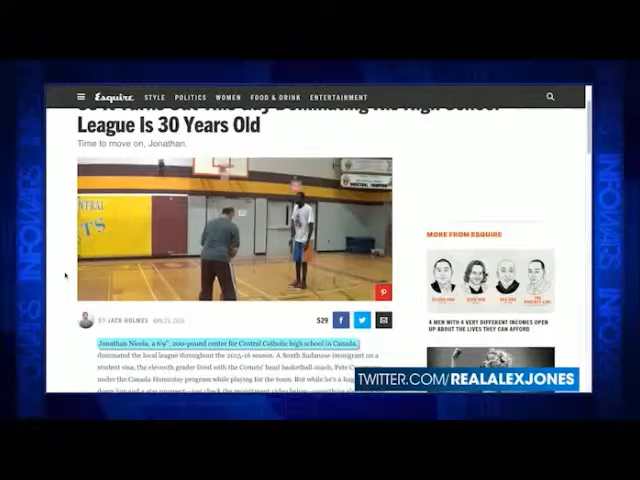 Esquire STYLE POLITICS WOMEN FOOD & DRINK ENTERTAINMENT
League Is 30 Years Old
Time to move on, Jonathan.
MORE FROM ESQUIRE
BY JACK HOLMES
529
4 MEN WITH 4 VERY DIFFERENT INCOMES OPEN
UP ABOUT THE LIVES THEY CAN AFFORD
Jonathan Nicola, a 6'9", 200-pound center for Central Catholic high school in Canada,
dominated the local league throughout the 2015-16 season. A South Sudanese immigrant on a
student visa, the eleventh grader lived with the Comets' head basketball coach, Pete
under the Canada Homestay program while playing for the team. But while he's a
TWITTER.COM/REALALEXJONES
INFOWARS